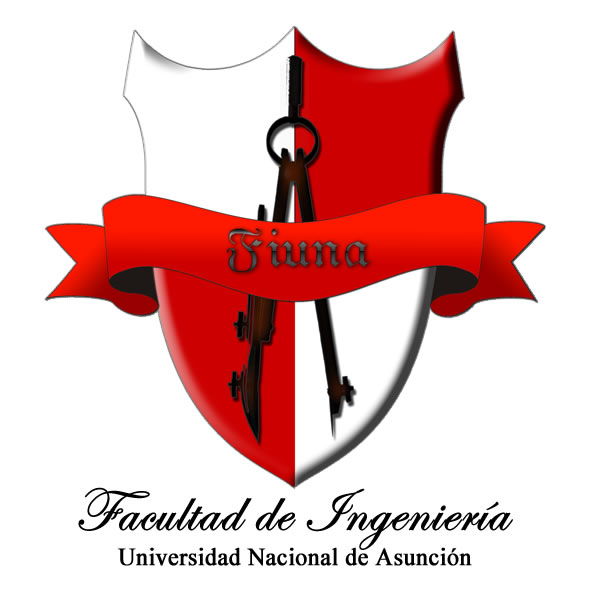 Fiuna
Facultad de Ingeniería
Universidad Nacional de Asunción